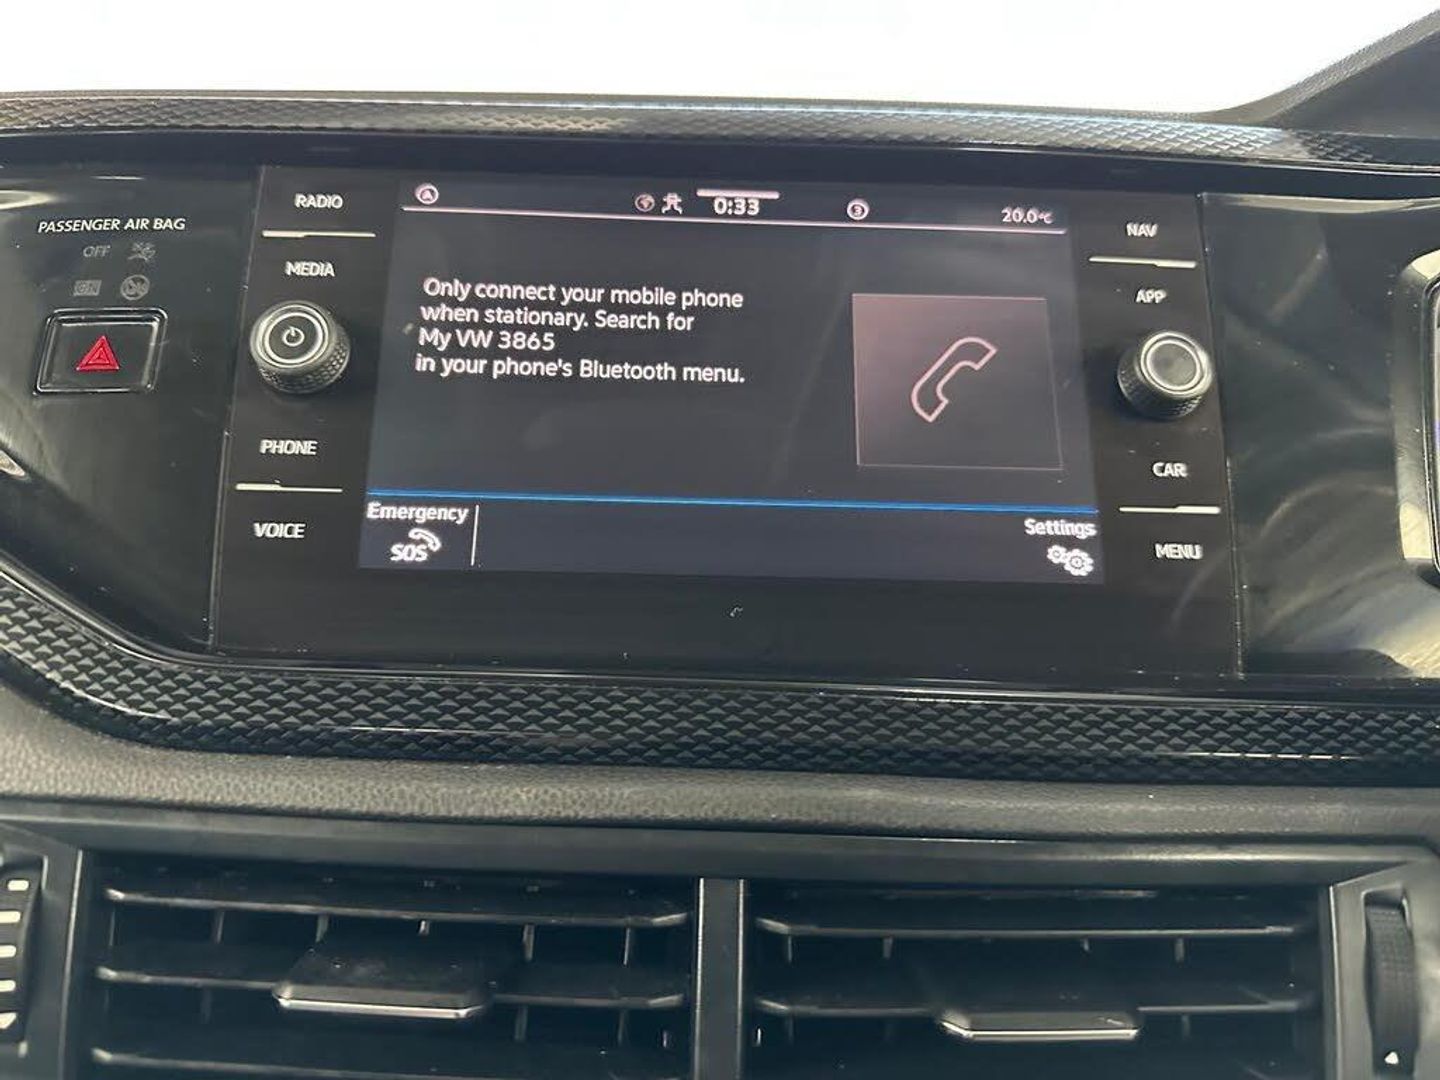 PASSENGER AIR BAG
OFF
ON
RADIO
MEDIA
PHONE
VOICE
A
0:33
3
20.0°C
Only connect your mobile phone
when stationary. Search for
My VW 3865
in your phone's Bluetooth menu.
Emergency
SOS
Settings
NAV
APP
CAR
MENU